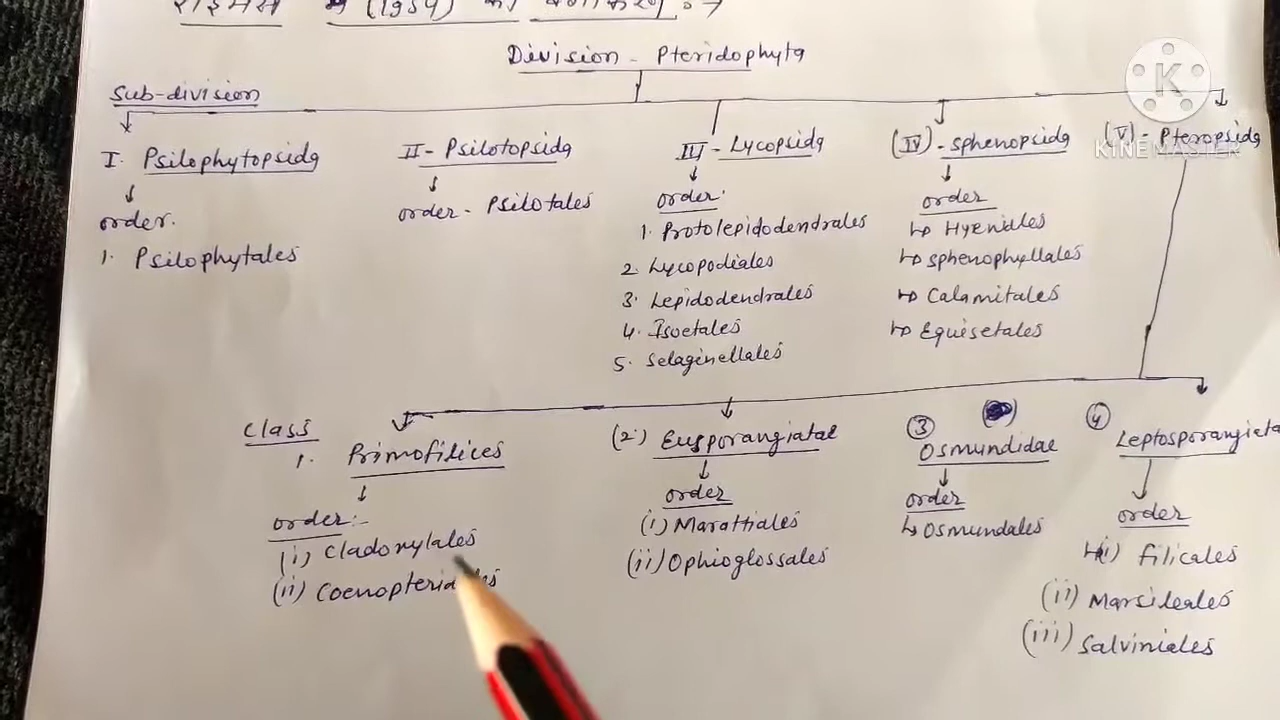 (1954)
Division - Pteridophyta
Sub-division
I. Psilophytopsida
order.
1. Psilophytales
II - Psilotopsida
order - Psilotales
III - Lycopsida
order.
1. Protolepidodendrales
2. Lycopodiales
3. Lepidodendrales
4. Isoetales
5. Selaginellales
(IV) - Sphenopsida
order
↳ Hyeniales
↳ Sphenophyllales
↳ Calamitales
↳ Equisetales
(V) - Pteropsida
Class
1. Primofilices
order:-
(i) Cladoxylales
(ii) Coenopteridales
(2.) Eusporangiatae
order
(i) Marattiales
(ii) Ophioglossales
③
Osmundidae
order
↳ Osmundales
④
Leptosporangiata
order
(i) filicales
(ii) Marsileales
(iii) Salviniales
K
KINEMASTER